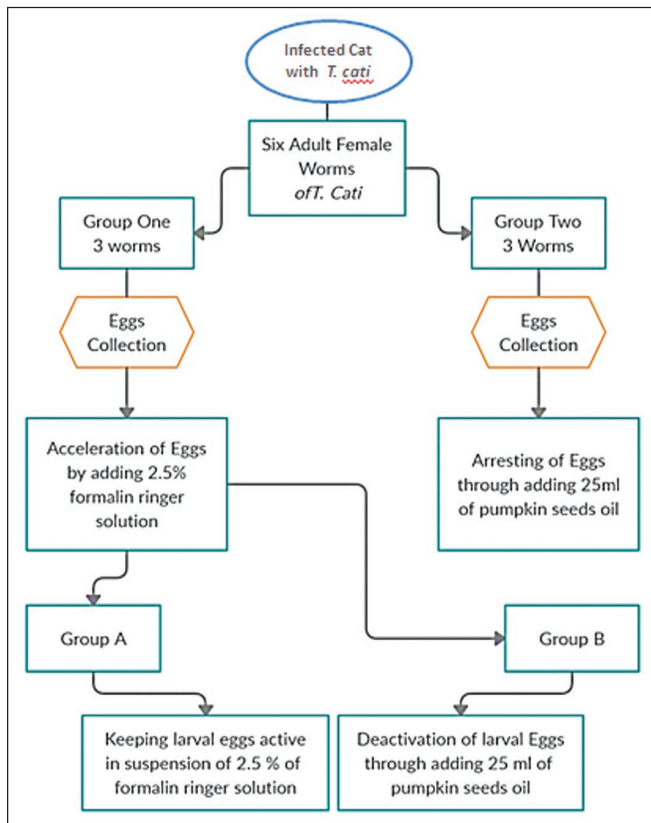 Infected Cat
with T. cati
Six Adult Female
Worms
ofT. Cati
Group One
3 worms
Group Two
3 Worms
Eggs
Collection
Eggs
Collection
Acceleration of Eggs
by adding 2.5%
formalin ringer
solution
Arresting of Eggs
through adding 25ml
of pumpkin seeds oil
Group A
Group B
Keeping larval eggs active
in suspension of 2.5 % of
formalin ringer solution
Deactivation of larval Eggs
through adding 25 ml of
pumpkin seeds oil